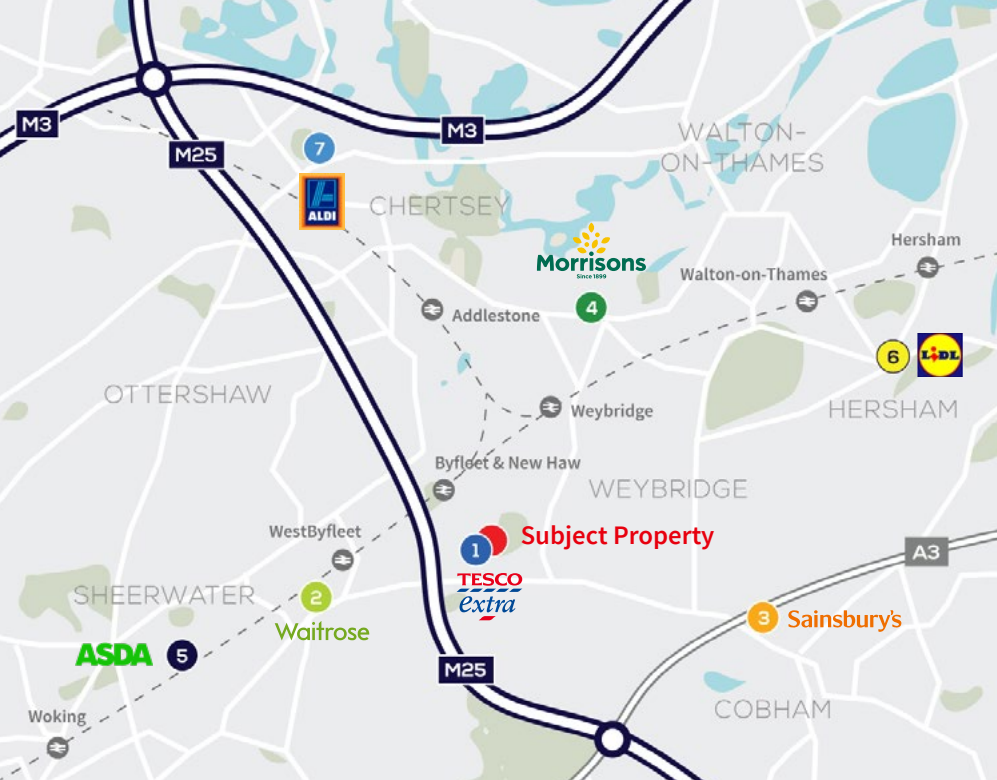 M3
M25
7
ALDI
M3
WALTON-
ON-THAMES
CHERTSEY
Morrisons
Since 1899
4
Hersham
Walton-on-Thames
Addlestone
6
LIDL
OTTERSHAW
Weybridge
HERSHAM
Byfleet & New Haw
WEYBRIDGE
WestByfleet
1
Subject Property
TESCO
extra
A3
SHEERWATER
2
Waitrose
3
Sainsbury's
ASDA
5
M25
COBHAM
Woking